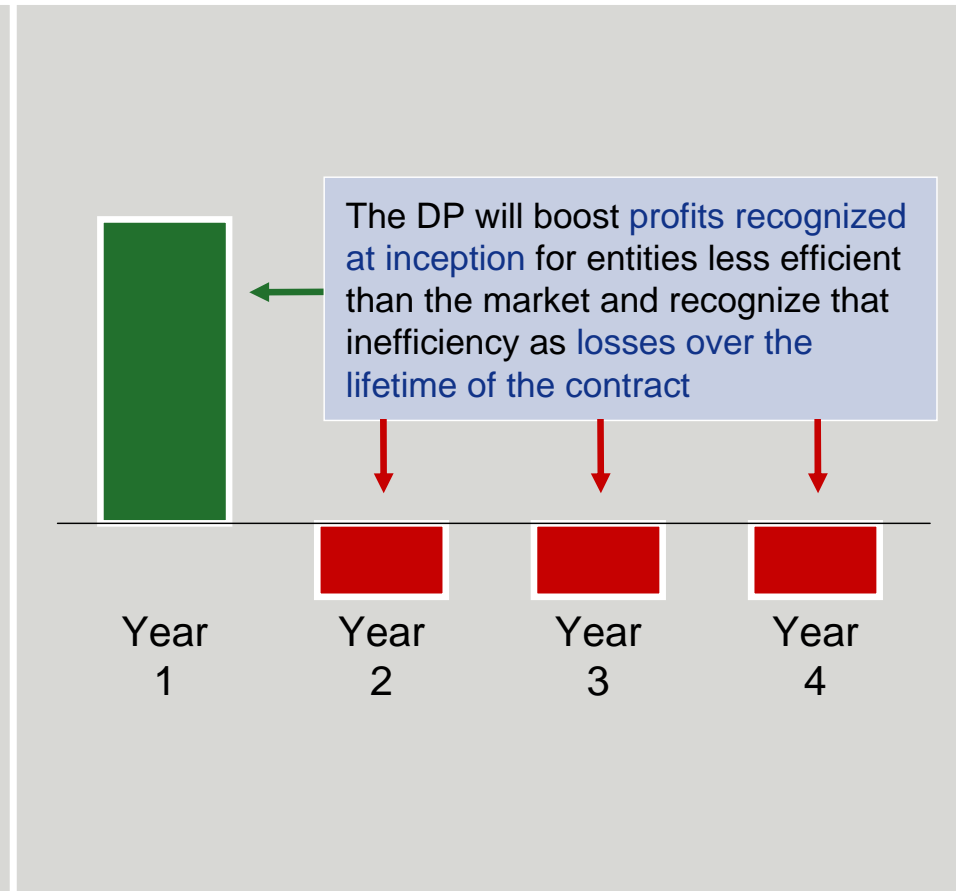 The DP will boost profits recognized
at inception for entities less efficient
than the market and recognize that
inefficiency as losses over the
lifetime of the contract
Year
1
Year
2
Year
3
Year
4